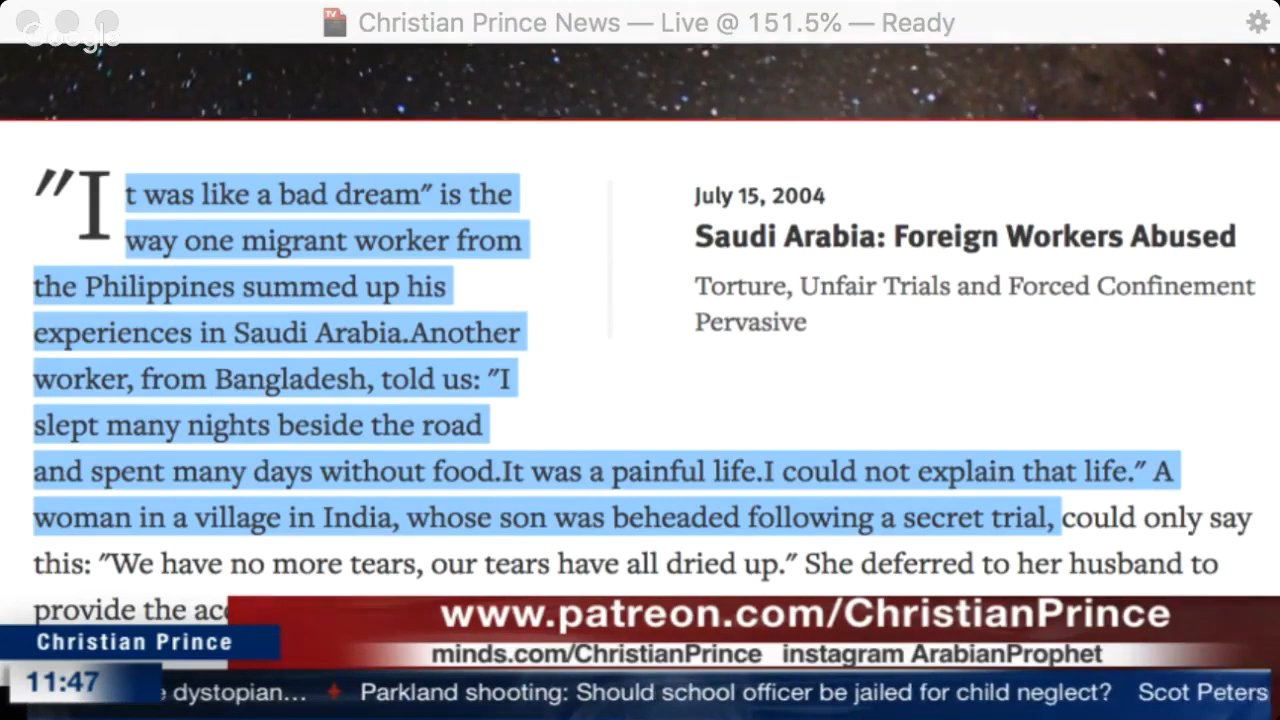 Christian Prince News — Live @ 151.5% — Ready
Google
TV
"It was like a bad dream" is the
way one migrant worker from
the Philippines summed up his
experiences in Saudi Arabia.Another
worker, from Bangladesh, told us: "I
slept many nights beside the road
and spent many days without food.It was a painful life.I could not explain that life." A
woman in a village in India, whose son was beheaded following a secret trial, could only say
this: "We have no more tears, our tears have all dried up." She deferred to her husband to
provide the
July 15, 2004
Saudi Arabia: Foreign Workers Abused
Torture, Unfair Trials and Forced Confinement
Pervasive
www.patreon.com/ChristianPrince
Christian Prince
minds.com/ChristianPrince instagram ArabianProphet
11:47
dystopian... Parkland shooting: Should school officer be jailed for child neglect? Scot Peters